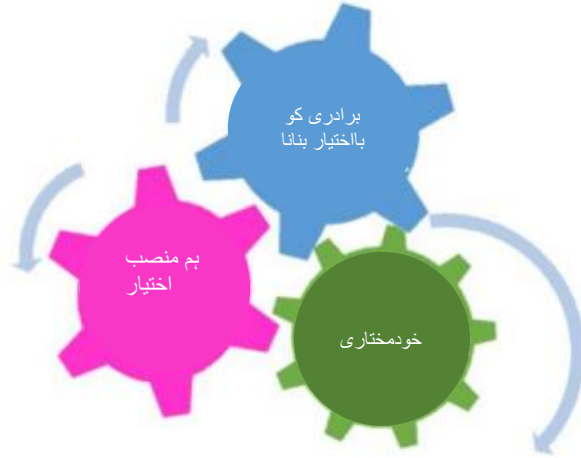 برادری کو
بااختیار بنانا
ہم منصب
اختیار
خودمختاری